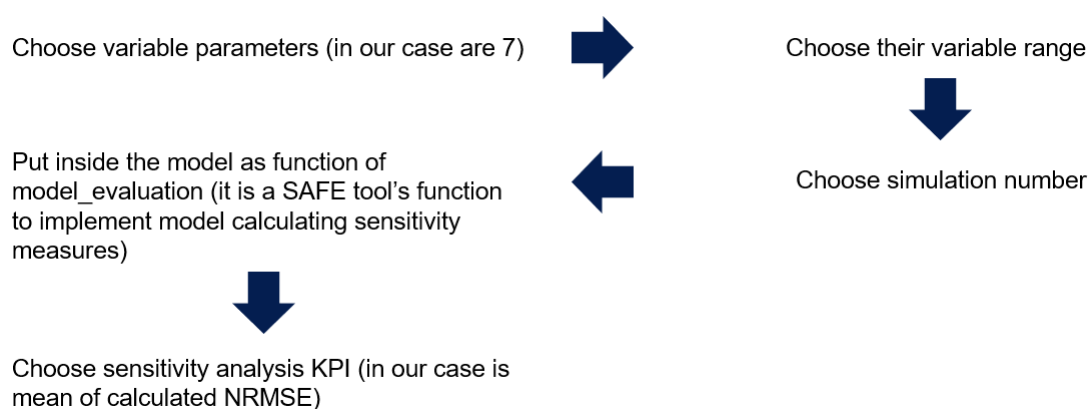 Choose variable parameters (in our case are 7)
Choose their variable range
Choose simulation number
Put inside the model as function of
model_evaluation (it is a SAFE tool’s function
to implement model calculating sensitivity
measures)
Choose sensitivity analysis KPI (in our case is
mean of calculated NRMSE)